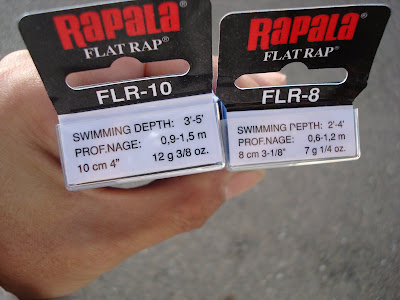 RAPALA
FLAT RAP®
FLR-10
SWIMMING DEPTH: 3'-5'
PROF.NAGE: 0,9-1,5 m
10 cm 4" 12 g 3/8 oz.
RAPALA®
FLAT RAP®
FLR-8
SWIMMING DEPTH: 2'-4'
PROF.NAGE: 0,6-1,2 m
8 cm 3-1/8" 7 g 1/4 oz.